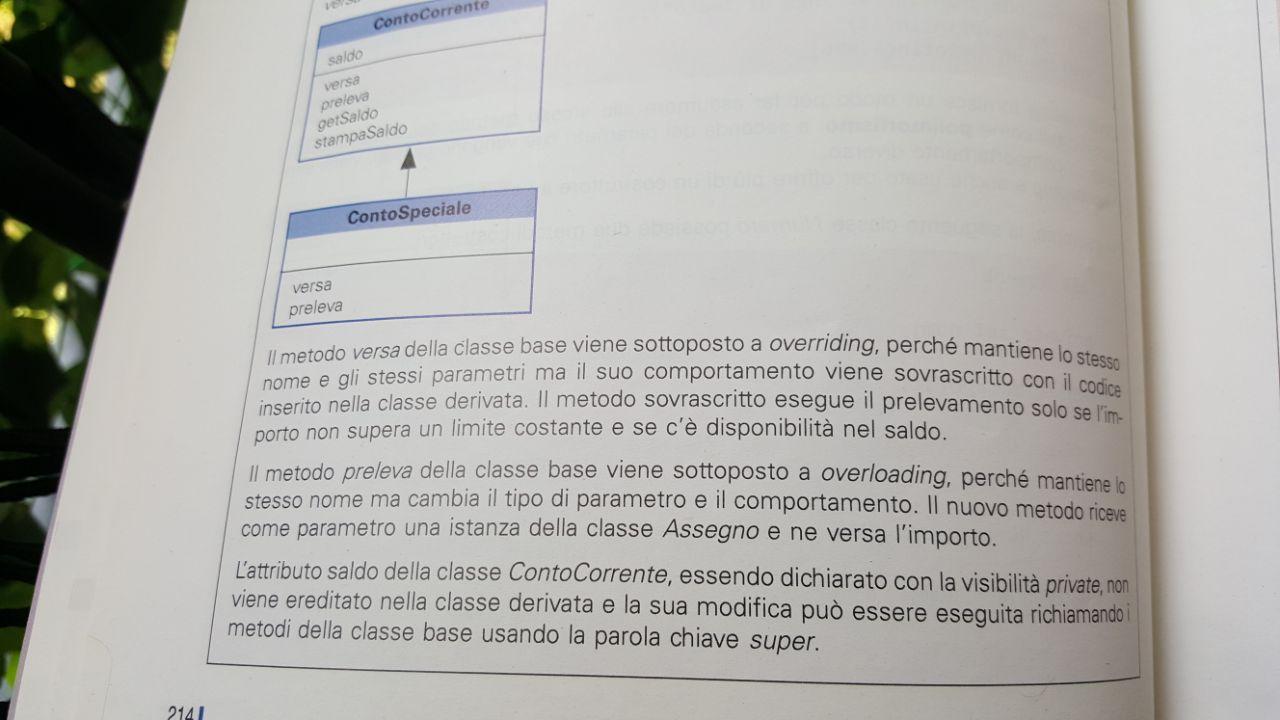 versa
ContoCorrente
saldo
versa
preleva
getSaldo
stampaSaldo
ContoSpeciale
versa
preleva
Il metodo versa della classe base viene sottoposto a overriding, perché mantiene lo stesso
nome e gli stessi parametri ma il suo comportamento viene sovrascritto con il codice
inserito nella classe derivata. Il metodo sovrascritto esegue il prelevamento solo se l'im-
porto non supera un limite costante e se c'è disponibilità nel saldo.
Il metodo preleva della classe base viene sottoposto a overloading, perché mantiene lo
stesso nome ma cambia il tipo di parametro e il comportamento. Il nuovo metodo riceve
come parametro una istanza della classe Assegno e ne versa l'importo.
L'attributo saldo della classe ContoCorrente, essendo dichiarato con la visibilità private, non
viene ereditato nella classe derivata e la sua modifica può essere eseguita richiamando i
metodi della classe base usando la parola chiave super.
214